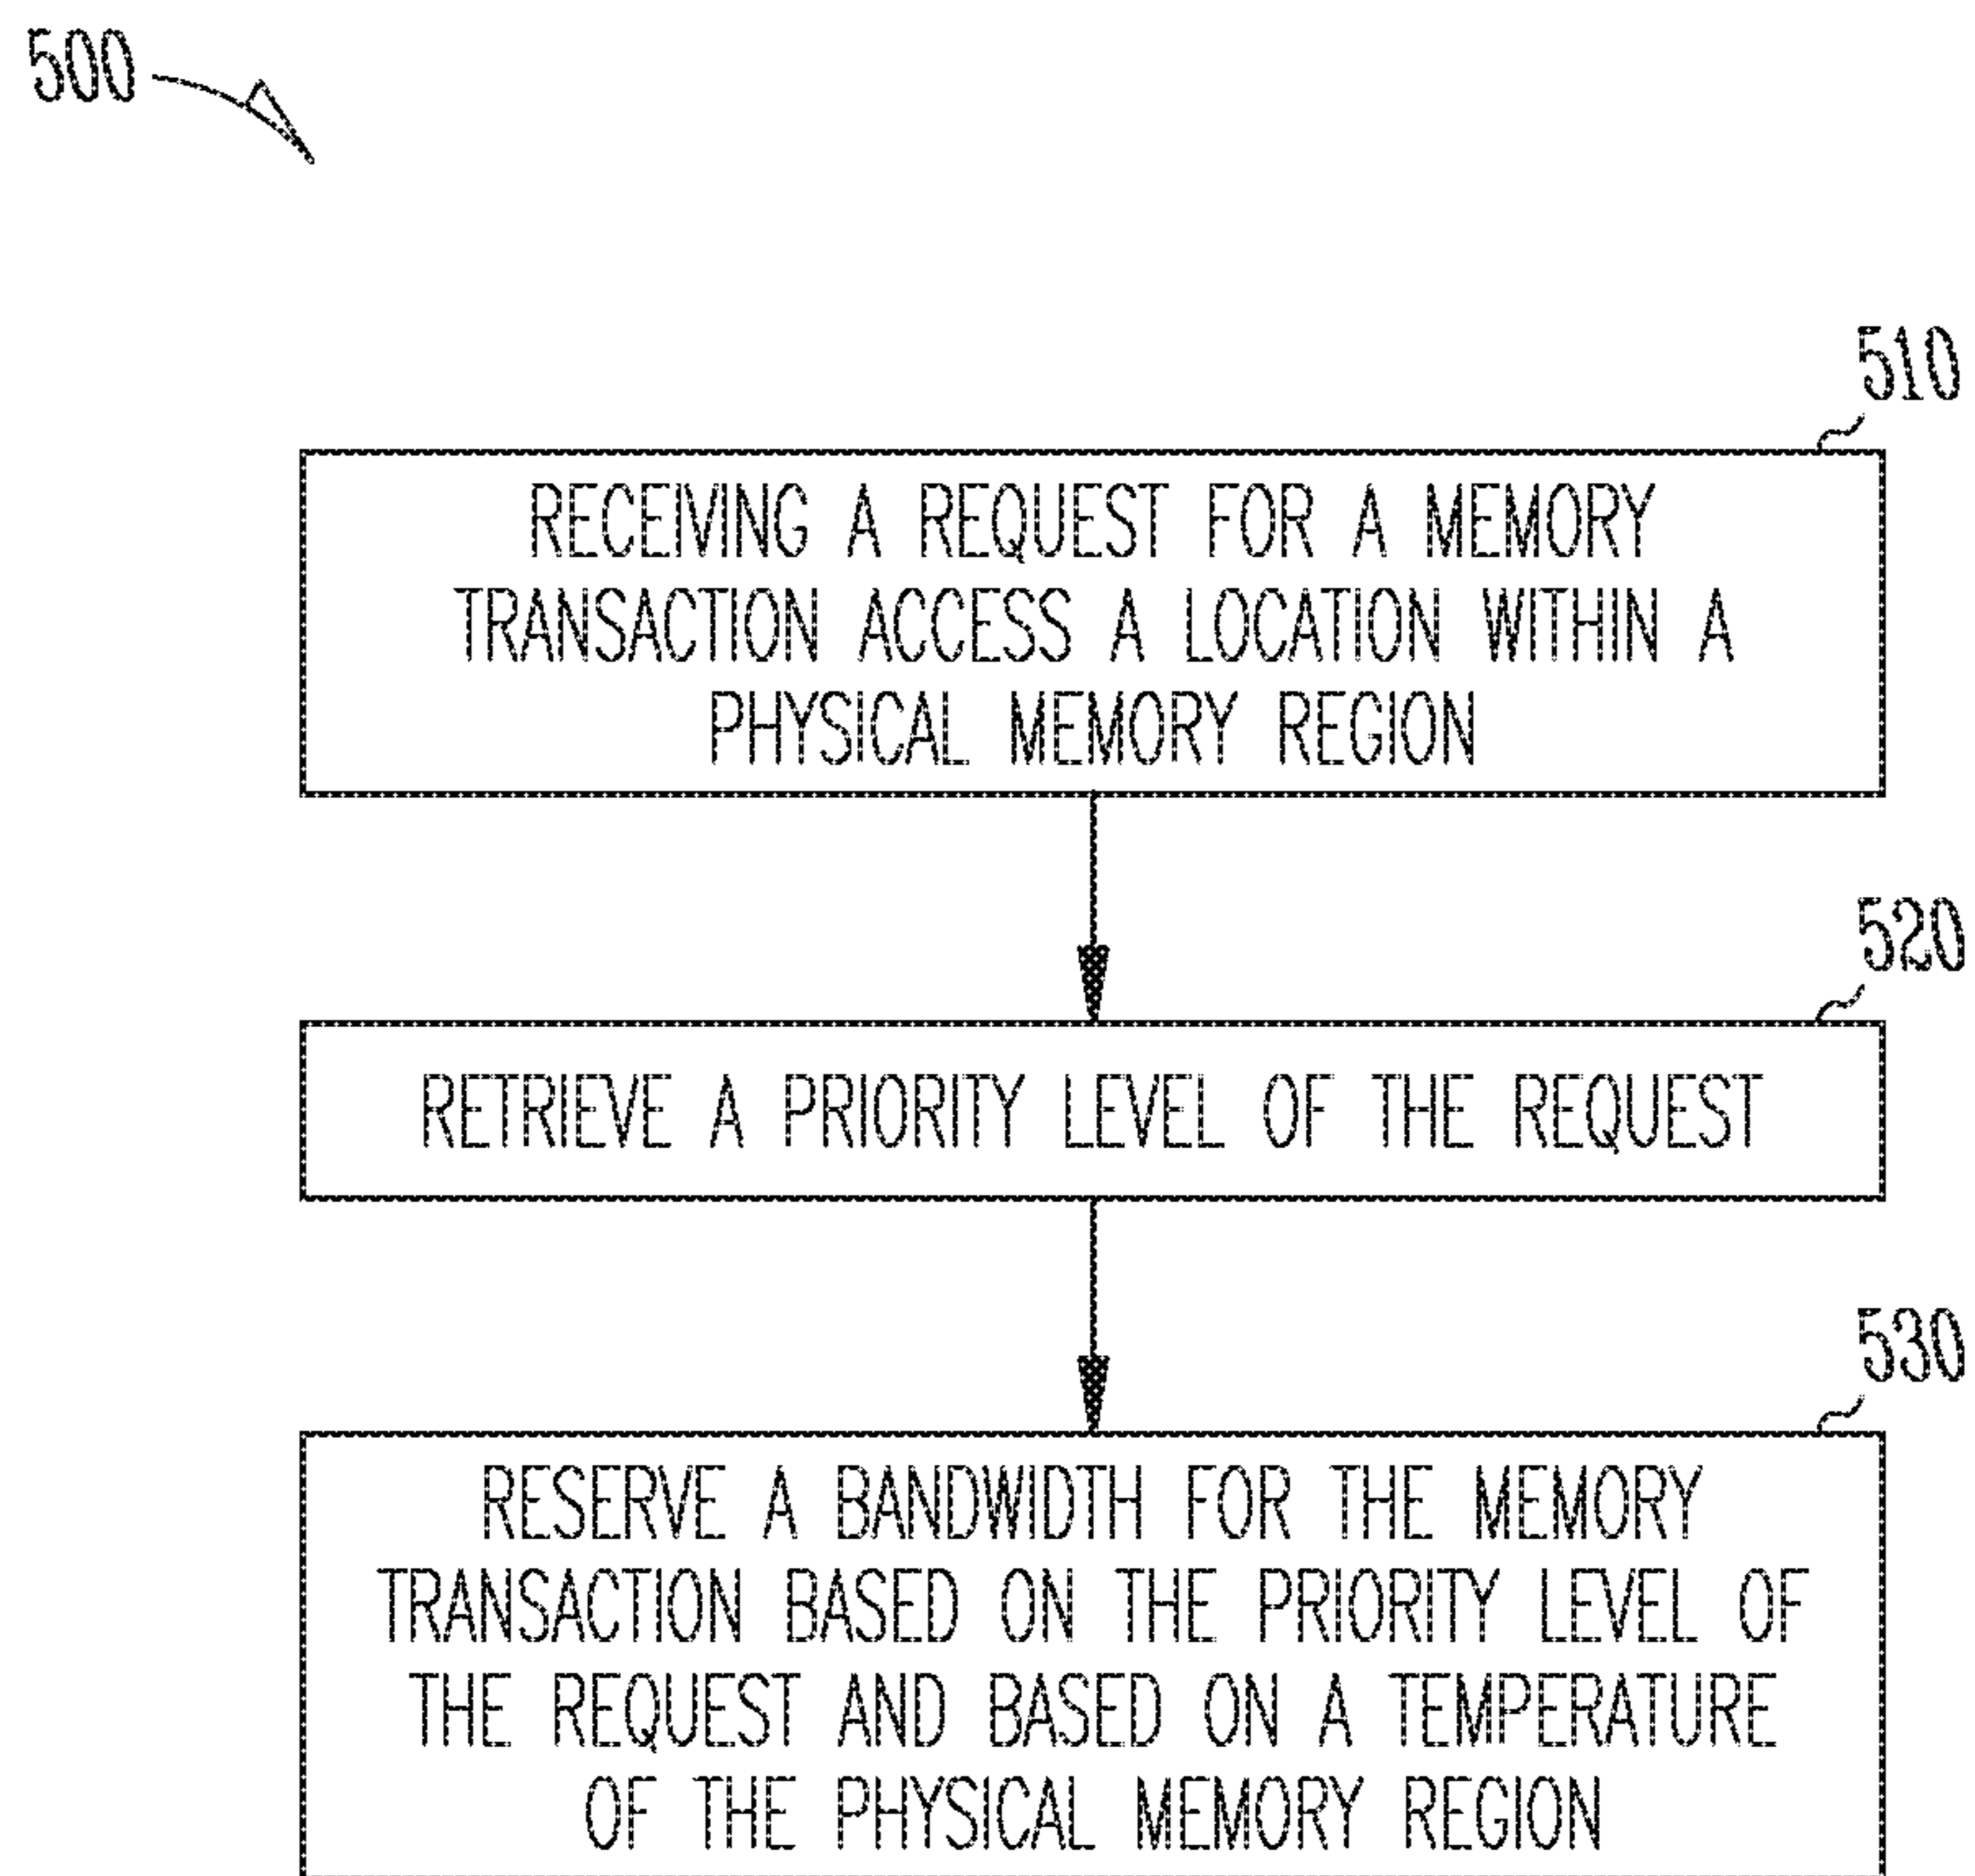 500
510
RECEIVING A REQUEST FOR A MEMORY
TRANSACTION ACCESS A LOCATION WITHIN A
PHYSICAL MEMORY REGION
520
RETRIEVE A PRIORITY LEVEL OF THE REQUEST
530
RESERVE A BANDWIDTH FOR THE MEMORY
TRANSACTION BASED ON THE PRIORITY LEVEL OF
THE REQUEST AND BASED ON A TEMPERATURE
OF THE PHYSICAL MEMORY REGION